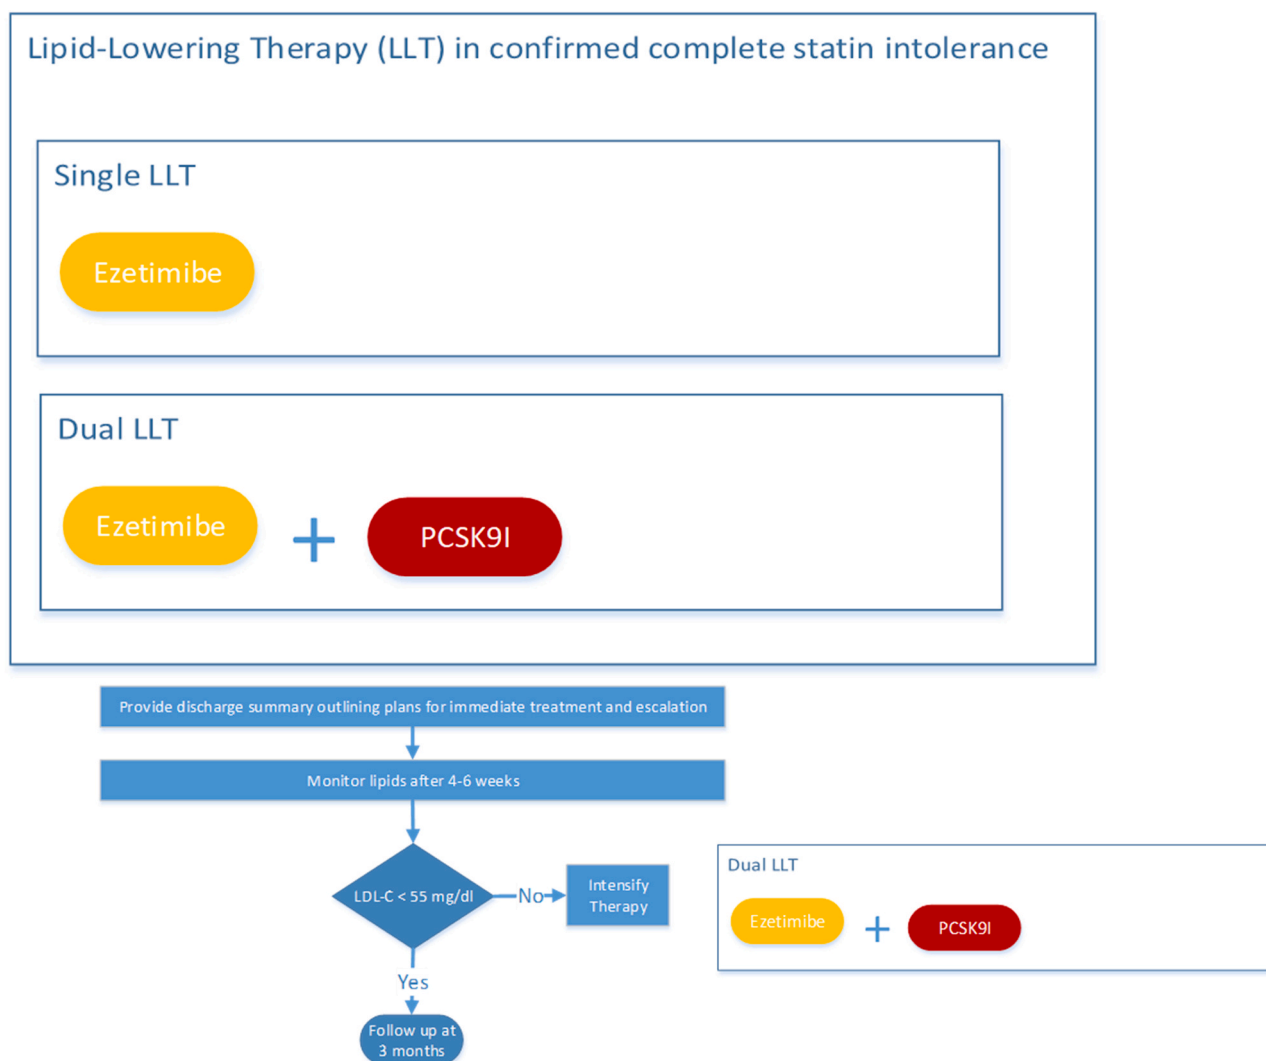 Lipid-Lowering Therapy (LLT) in confirmed complete statin intolerance
Single LLT
Ezetimibe
Dual LLT
Ezetimibe + PCSK9I
Provide discharge summary outlining plans for immediate treatment and escalation
Monitor lipids after 4-6 weeks
LDL-C < 55 mg/dl
No
Intensify
Therapy
Dual LLT
Ezetimibe + PCSK9I
Yes
Follow up at
3 months